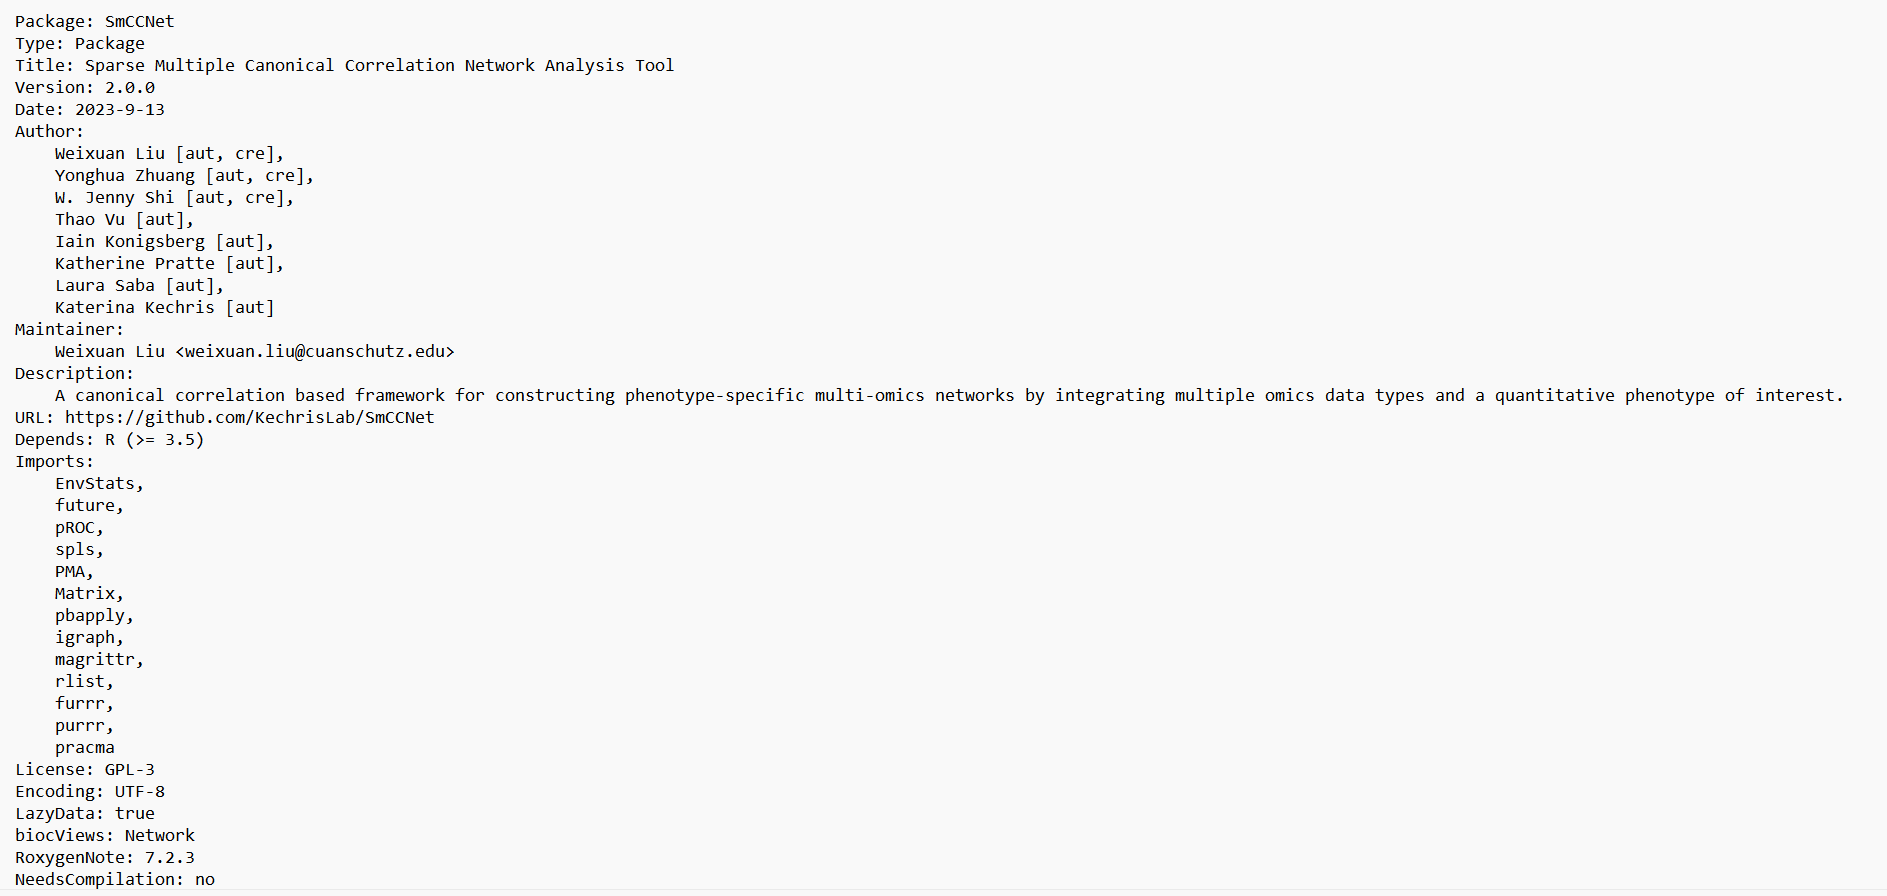 Package: SmCCNet
Type: Package
Title: Sparse Multiple Canonical Correlation Network Analysis Tool
Version: 2.0.0
Date: 2023-9-13
Author:
    Weixuan Liu [aut, cre],
    Yonghua Zhuang [aut, cre],
    W. Jenny Shi [aut, cre],
    Thao Vu [aut],
    Iain Konigsberg [aut],
    Katherine Pratte [aut],
    Laura Saba [aut],
    Katerina Kechris [aut]
Maintainer:
    Weixuan Liu <weixuan.liu@cuanschutz.edu>
Description:
    A canonical correlation based framework for constructing phenotype-specific multi-omics networks by integrating multiple omics data types and a quantitative phenotype of interest.
URL: https://github.com/KechrisLab/SmCCNet
Depends: R (>= 3.5)
Imports:
    EnvStats,
    future,
    pROC,
    spls,
    PMA,
    Matrix,
    pbapply,
    igraph,
    magrittr,
    rlist,
    furrr,
    purrr,
    pracma
License: GPL-3
Encoding: UTF-8
LazyData: true
biocViews: Network
RoxygenNote: 7.2.3
NeedsCompilation: no